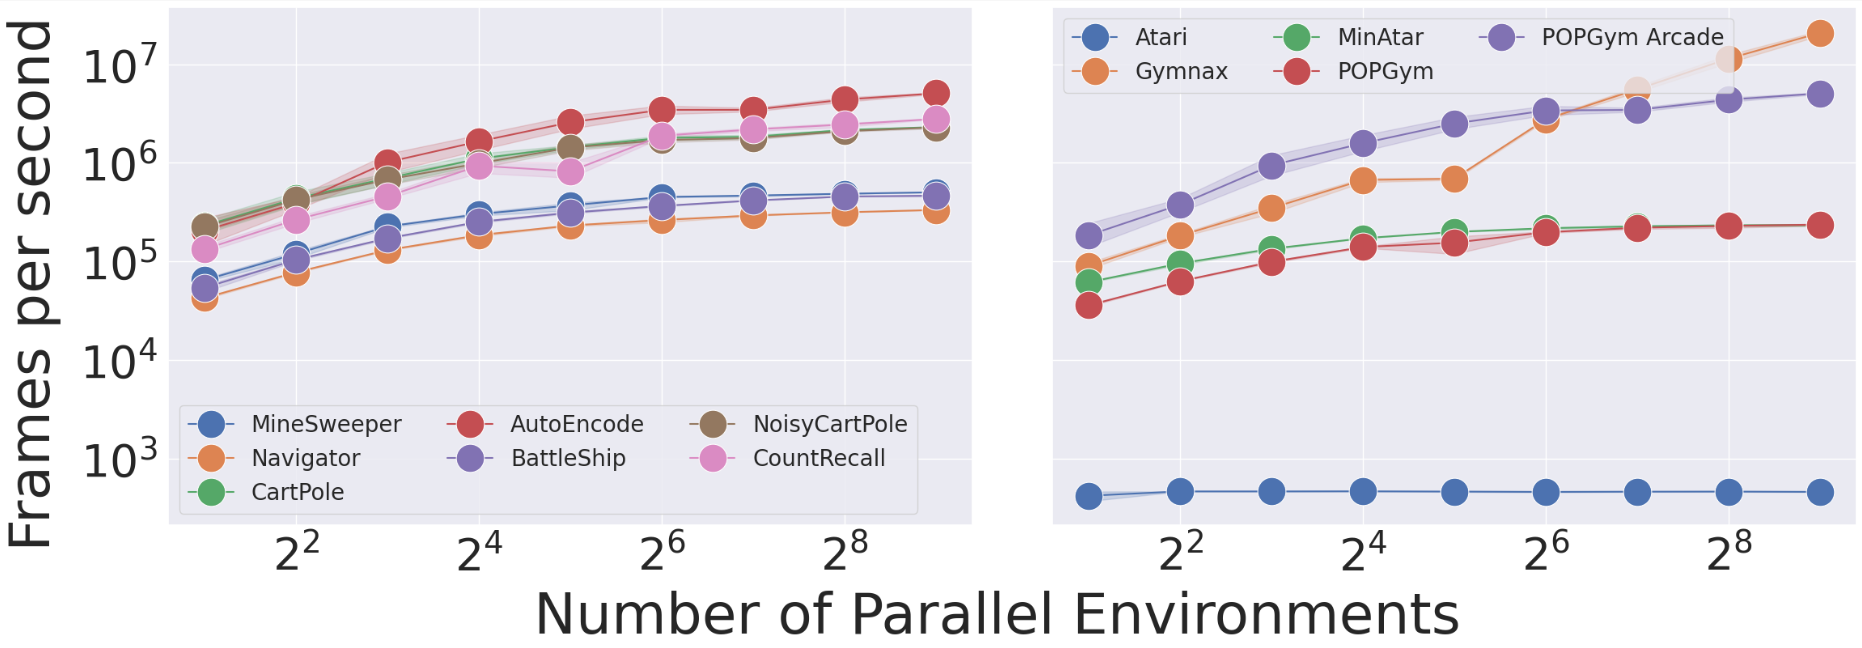 Frames per second
10^7
10^6
10^5
10^4
10^3
MineSweeper
Navigator
CartPole
AutoEncode
BattleShip
NoisyCartPole
CountRecall
2^2 2^4 2^6 2^8
Atari
Gymnax
MinAtar
POPGym
POPGym Arcade
2^2 2^4 2^6 2^8
Number of Parallel Environments